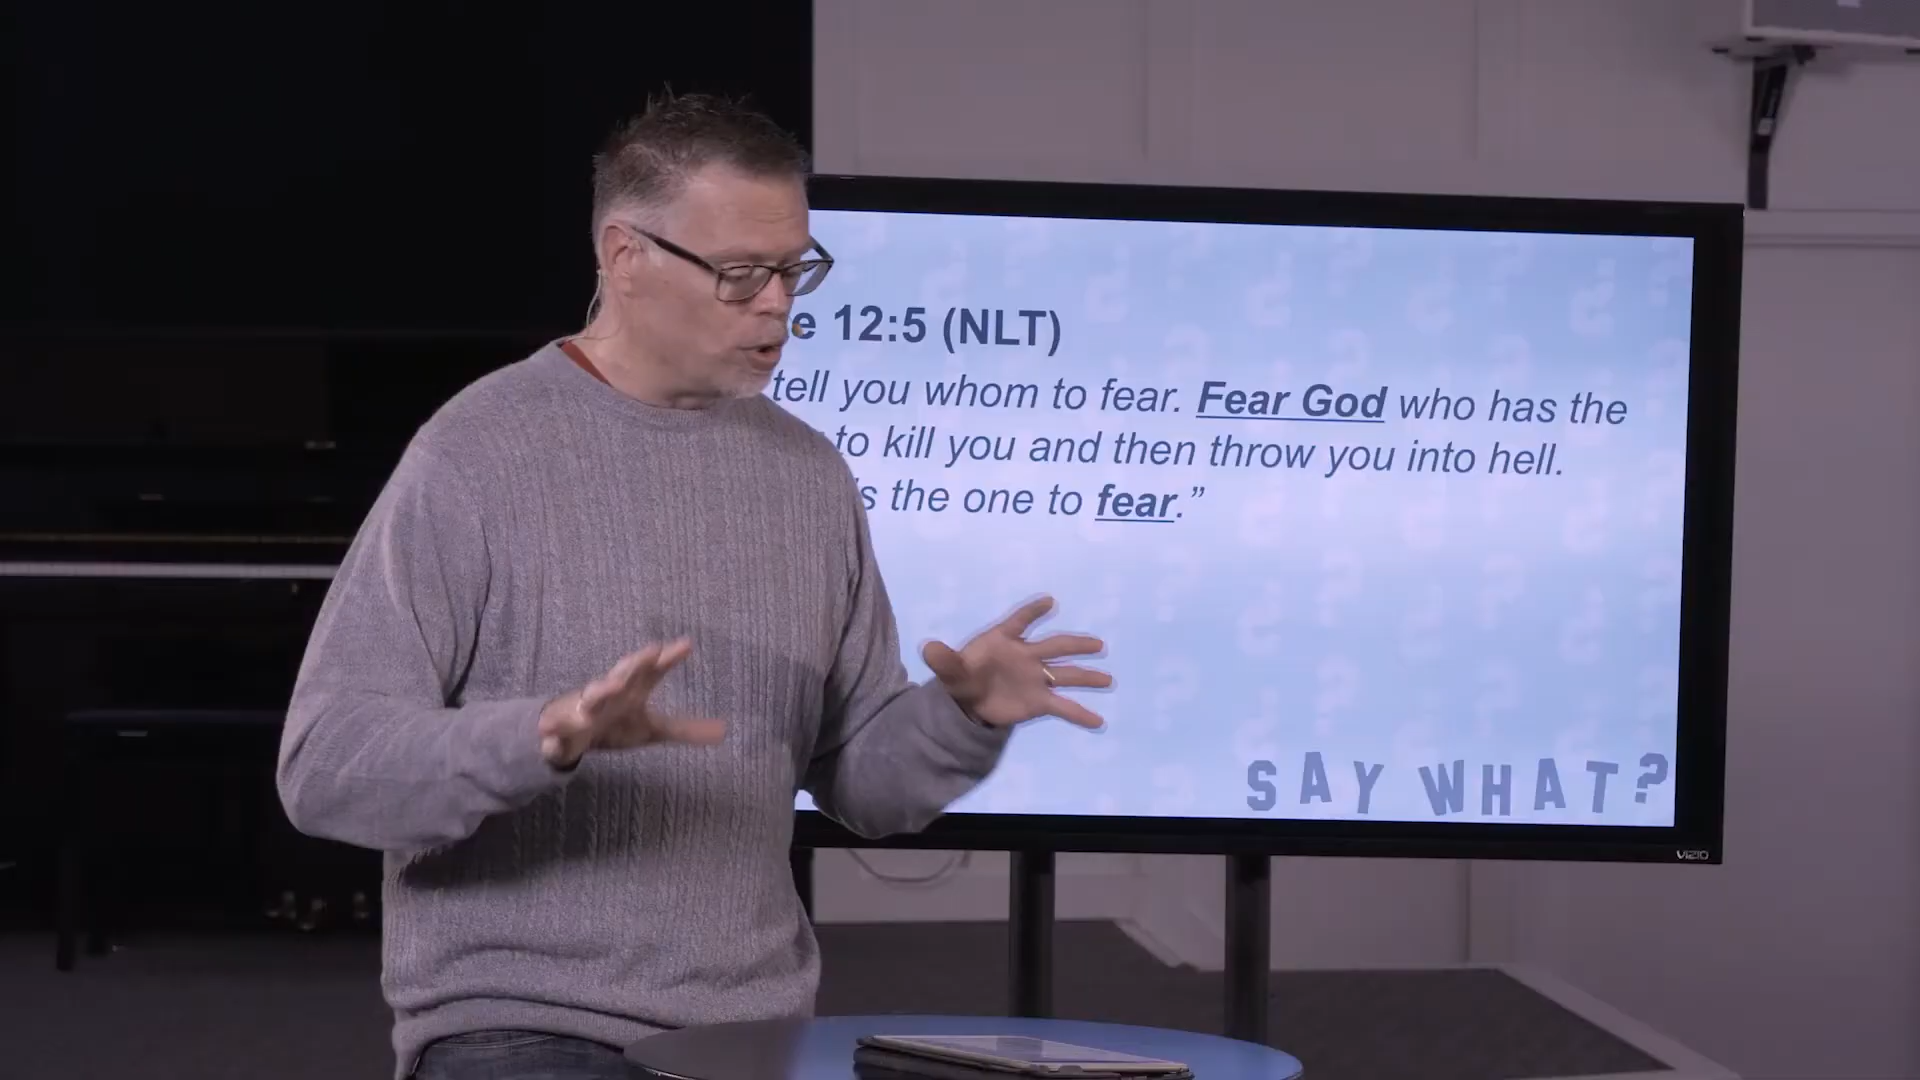 12:5 (NLT)
tell you whom to fear. Fear God who has the
to kill you and then throw you into hell.
the one to fear.”
SAY WHAT?
VIZIO